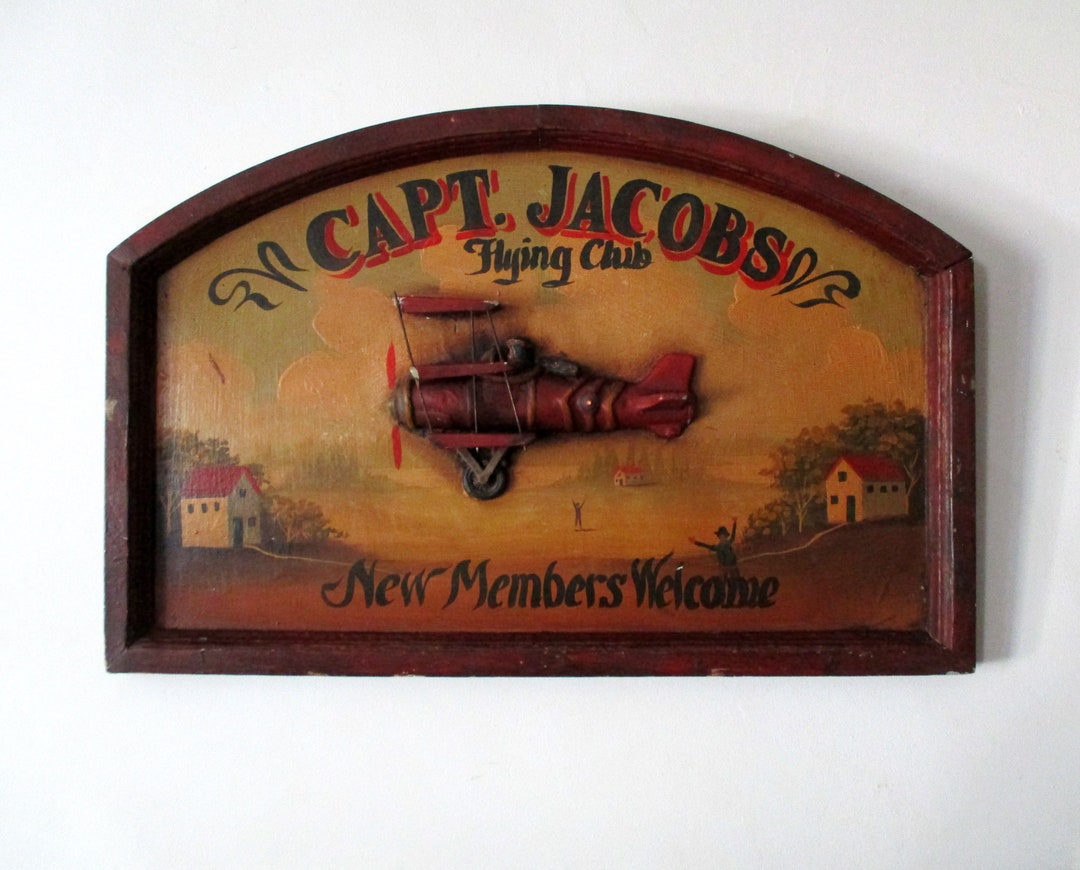 CAPT. JACOBS
Flying Club
New Members Welcome